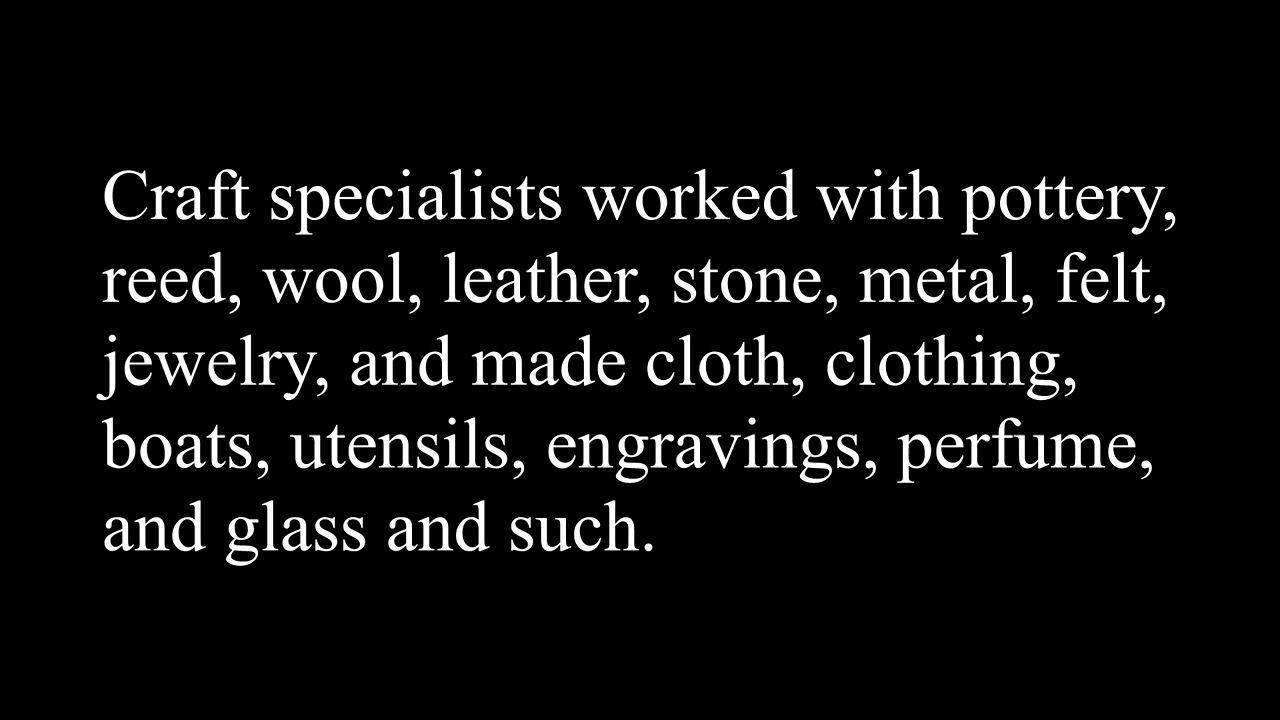 Craft specialists worked with pottery,
reed, wool, leather, stone, metal, felt,
jewelry, and made cloth, clothing,
boats, utensils, engravings, perfume,
and glass and such.